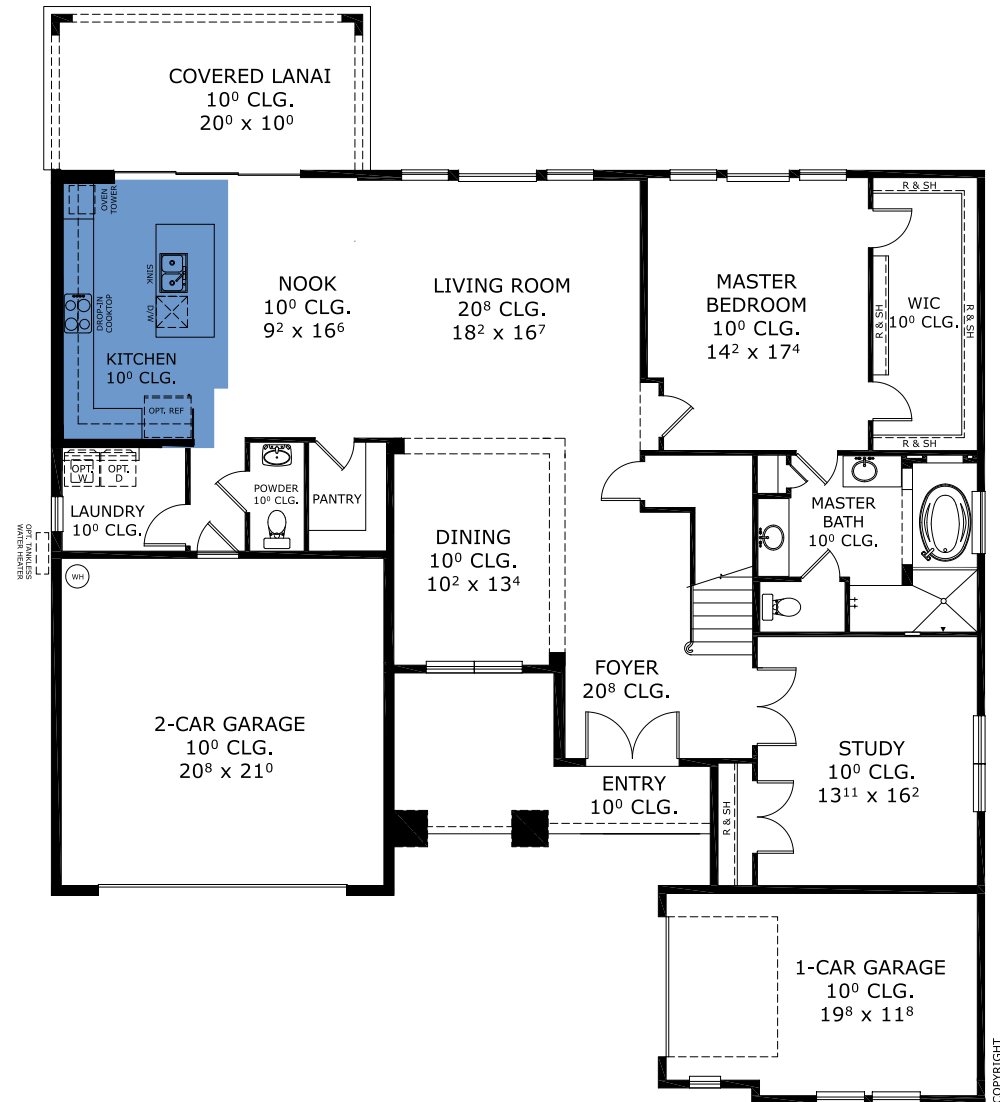 COVERED LANAI
10⁰ CLG.
20⁰ x 10⁰
OVEN
TOWER
SINK
D/W
DROP-IN
COOKTOP
KITCHEN
10⁰ CLG.
OPT. REF
NOOK
10⁰ CLG.
9² x 16⁶
LIVING ROOM
20⁸ CLG.
18² x 16⁷
MASTER
BEDROOM
10⁰ CLG.
14² x 17⁴
R & SH
R & SH
WIC
10⁰ CLG.
R & SH
R & SH
OPT.
W
OPT.
D
LAUNDRY
10⁰ CLG.
POWDER
10⁰ CLG.
PANTRY
OPT. TANKLESS
WATER HEATER
WH
DINING
10⁰ CLG.
10² x 13⁴
MASTER
BATH
10⁰ CLG.
FOYER
20⁸ CLG.
2-CAR GARAGE
10⁰ CLG.
20⁸ x 21⁰
ENTRY
10⁰ CLG.
R & SH
STUDY
10⁰ CLG.
13¹¹ x 16²
1-CAR GARAGE
10⁰ CLG.
19⁸ x 11⁸
COPYRIGHT